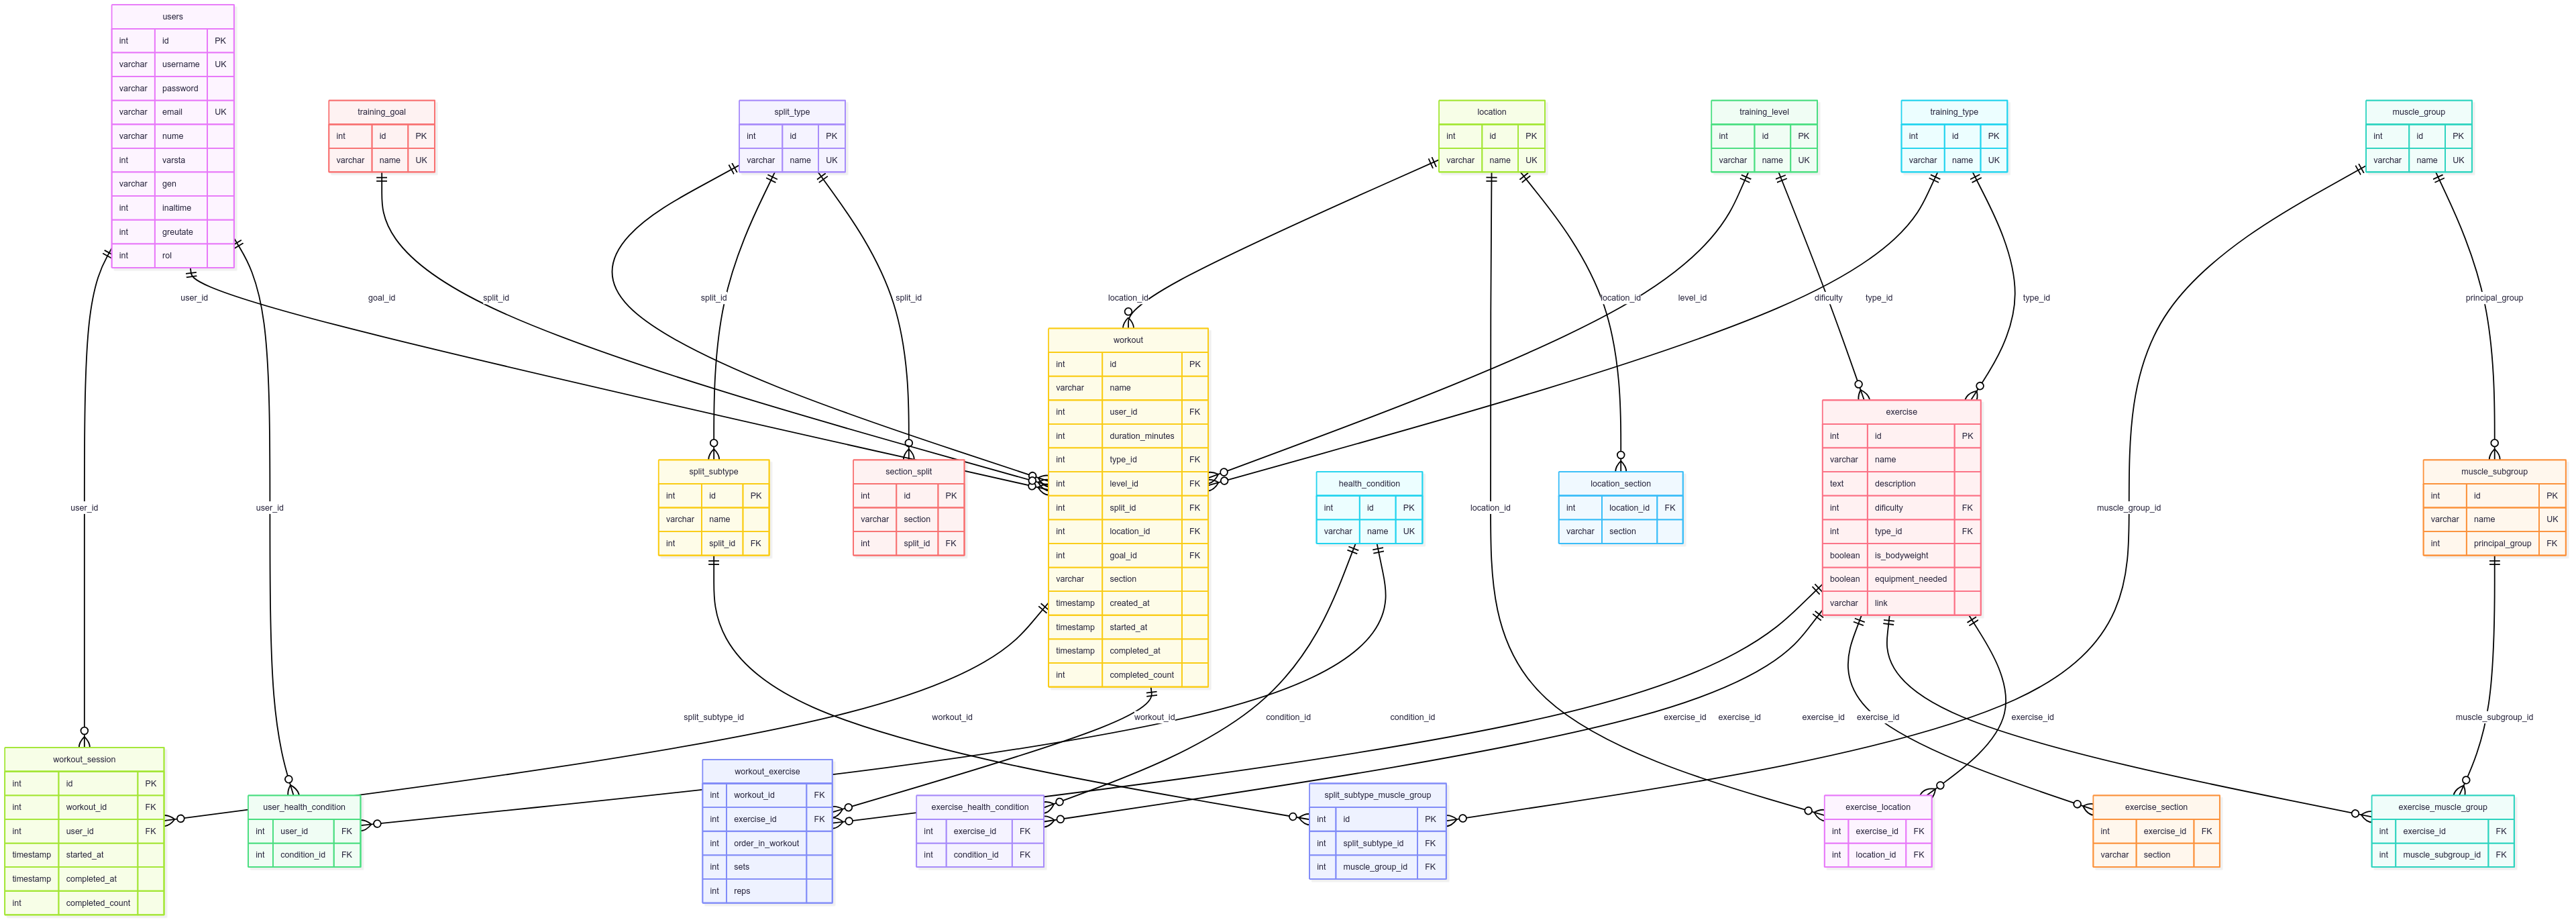 users
int id PK
varchar username UK
varchar password
varchar email UK
varchar nume
int varsta
varchar gen
int inaltime
int greutate
int rol
training_goal
int id PK
varchar name UK
split_type
int id PK
varchar name UK
location
int id PK
varchar name UK
training_level
int id PK
varchar name UK
training_type
int id PK
varchar name UK
muscle_group
int id PK
varchar name UK
user_id
goal_id
split_id
split_id
split_id
location_id
location_id
level_id
dificulty
type_id
type_id
principal_group
workout
int id PK
varchar name
int user_id FK
int duration_minutes
int type_id FK
int level_id FK
int split_id FK
int location_id FK
int goal_id FK
varchar section
timestamp created_at
timestamp started_at
timestamp completed_at
int completed_count
exercise
int id PK
varchar name
text description
int dificulty FK
int type_id FK
boolean is_bodyweight
boolean equipment_needed
varchar link
split_subtype
int id PK
varchar name
int split_id FK
section_split
int id PK
varchar section
int split_id FK
health_condition
int id PK
varchar name UK
location_section
int location_id FK
varchar section
muscle_subgroup
int id PK
varchar name UK
int principal_group FK
user_id
user_id
location_id
muscle_group_id
split_subtype_id
workout_id
workout_id
condition_id
condition_id
exercise_id
exercise_id
exercise_id
exercise_id
exercise_id
muscle_subgroup_id
workout_session
int id PK
int workout_id FK
int user_id FK
timestamp started_at
timestamp completed_at
int completed_count
user_health_condition
int user_id FK
int condition_id FK
workout_exercise
int workout_id FK
int exercise_id FK
int order_in_workout
int sets
int reps
exercise_health_condition
int exercise_id FK
int condition_id FK
split_subtype_muscle_group
int id PK
int split_subtype_id FK
int muscle_group_id FK
exercise_location
int exercise_id FK
int location_id FK
exercise_section
int exercise_id FK
varchar section
exercise_muscle_group
int exercise_id FK
int muscle_subgroup_id FK